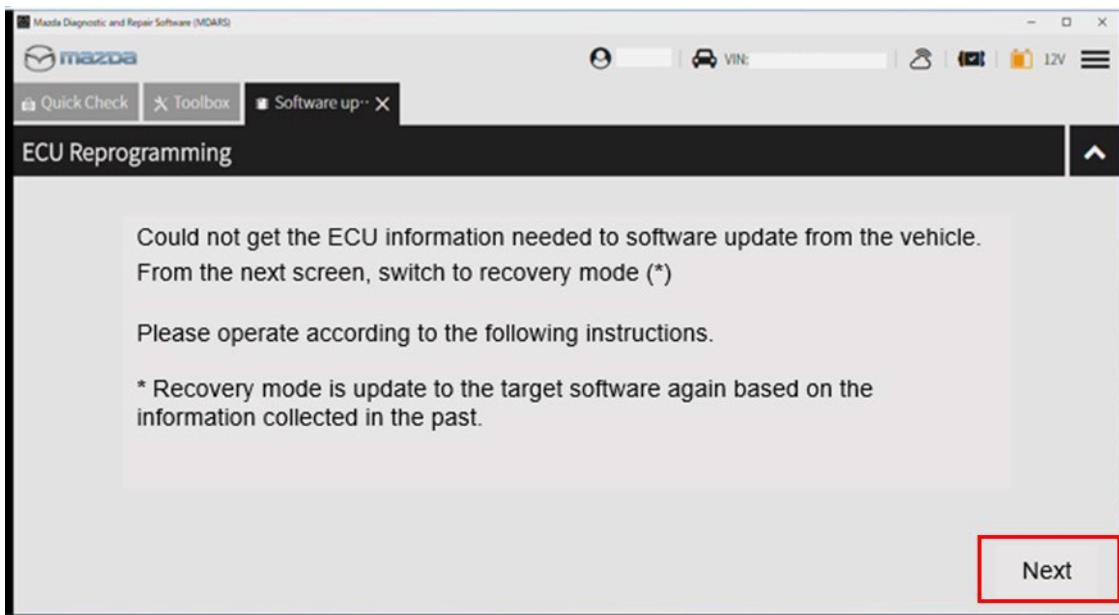 Mazda Diagnostic and Repair Software (MDARS)
mazda
VIN:
12V
Quick Check
Toolbox
Software up··
ECU Reprogramming
Could not get the ECU information needed to software update from the vehicle.
From the next screen, switch to recovery mode (*)
Please operate according to the following instructions.
* Recovery mode is update to the target software again based on the
information collected in the past.
Next